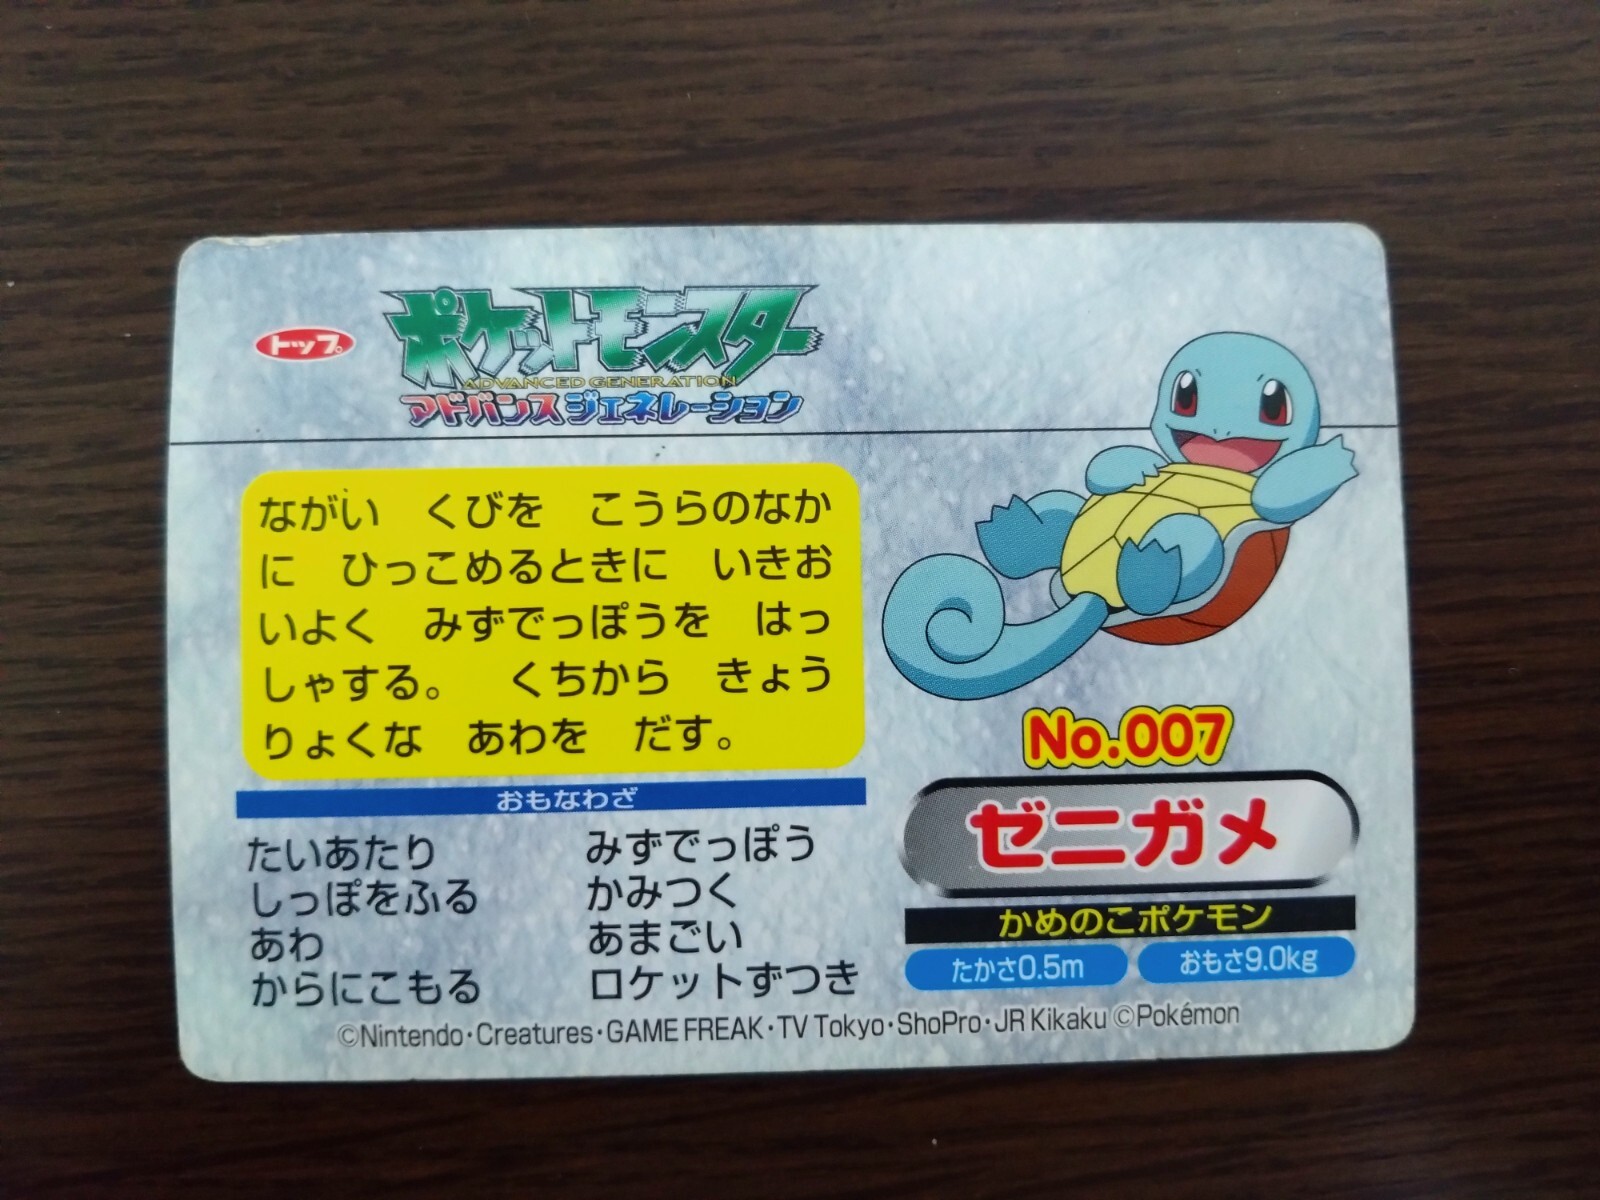 トップ
ポケットモンスター
ADVANCED GENERATION
アドバンスジェネレーション
ながい　くびを　こうらのなか
に　ひっこめるときに　いきお
いよく　みずでっぽうを　はっ
しゃする。　くちから　きょう
りょくな　あわを　だす。
おもなわざ
たいあたり　みずでっぽう
しっぽをふる　かみつく
あわ　あまごい
からにこもる　ロケットずつき
No.007
ゼニガメ
かめのこポケモン
たかさ0.5m　おもさ9.0kg
©Nintendo・Creatures・GAME FREAK・TV Tokyo・ShoPro・JR Kikaku ©Pokémon